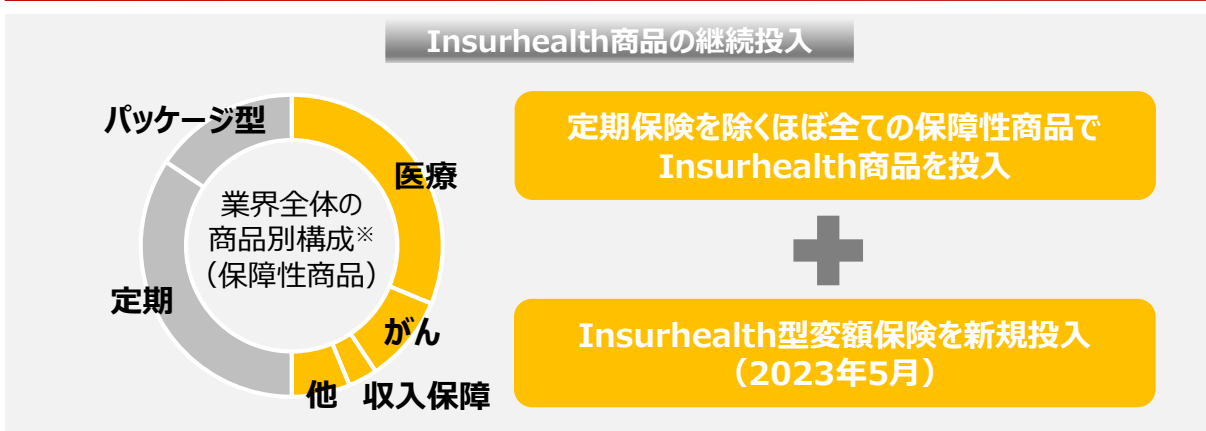 Insurhealth商品の継続投入
パッケージ型
医療
業界全体の
商品別構成※
（保障性商品）
定期
がん
他
収入保障
定期保険を除くほぼ全ての保障性商品で
Insurhealth商品を投入
Insurhealth型変額保険を新規投入
（2023年5月）